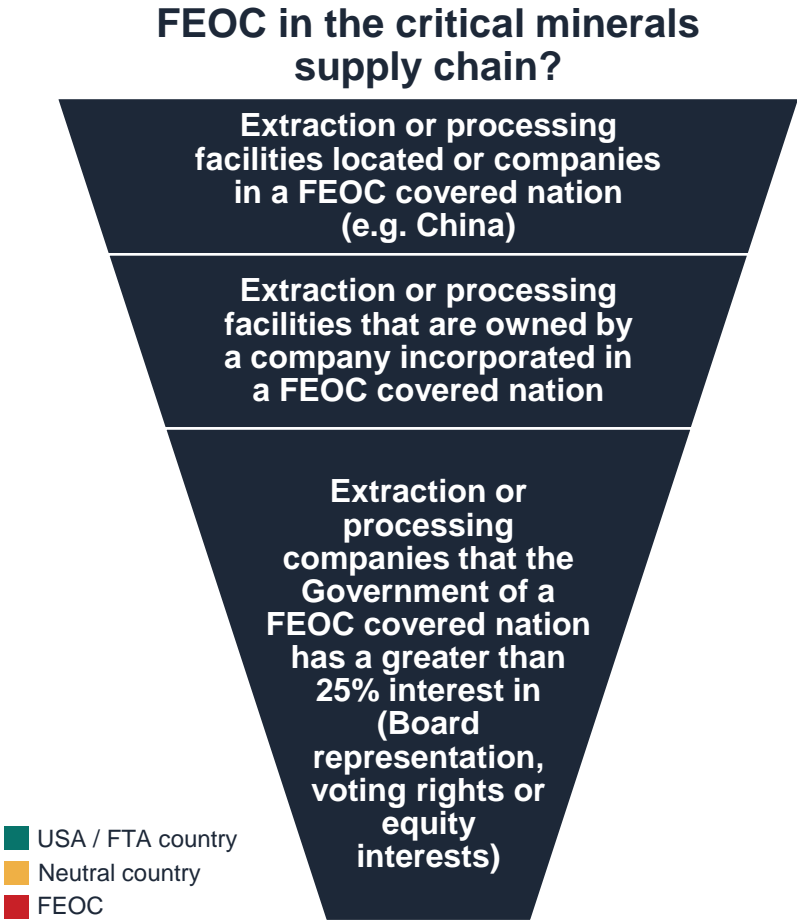 FEOC in the critical minerals
supply chain?
Extraction or processing
facilities located or companies
in a FEOC covered nation
(e.g. China)
Extraction or processing
facilities that are owned by
a company incorporated in
a FEOC covered nation
Extraction or
processing
companies that the
Government of a
FEOC covered nation
has a greater than
25% interest in
(Board
representation,
voting rights or
equity
interests)
USA / FTA country
Neutral country
FEOC